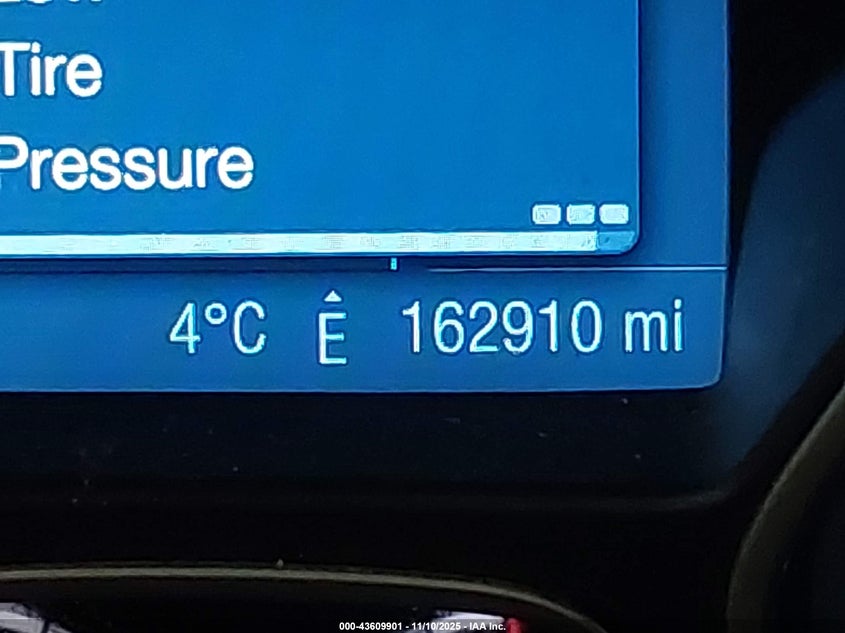 Tire
Pressure
4°C Ê 162910 mi
000-43609901 - 11/10/2025 - IAA Inc.